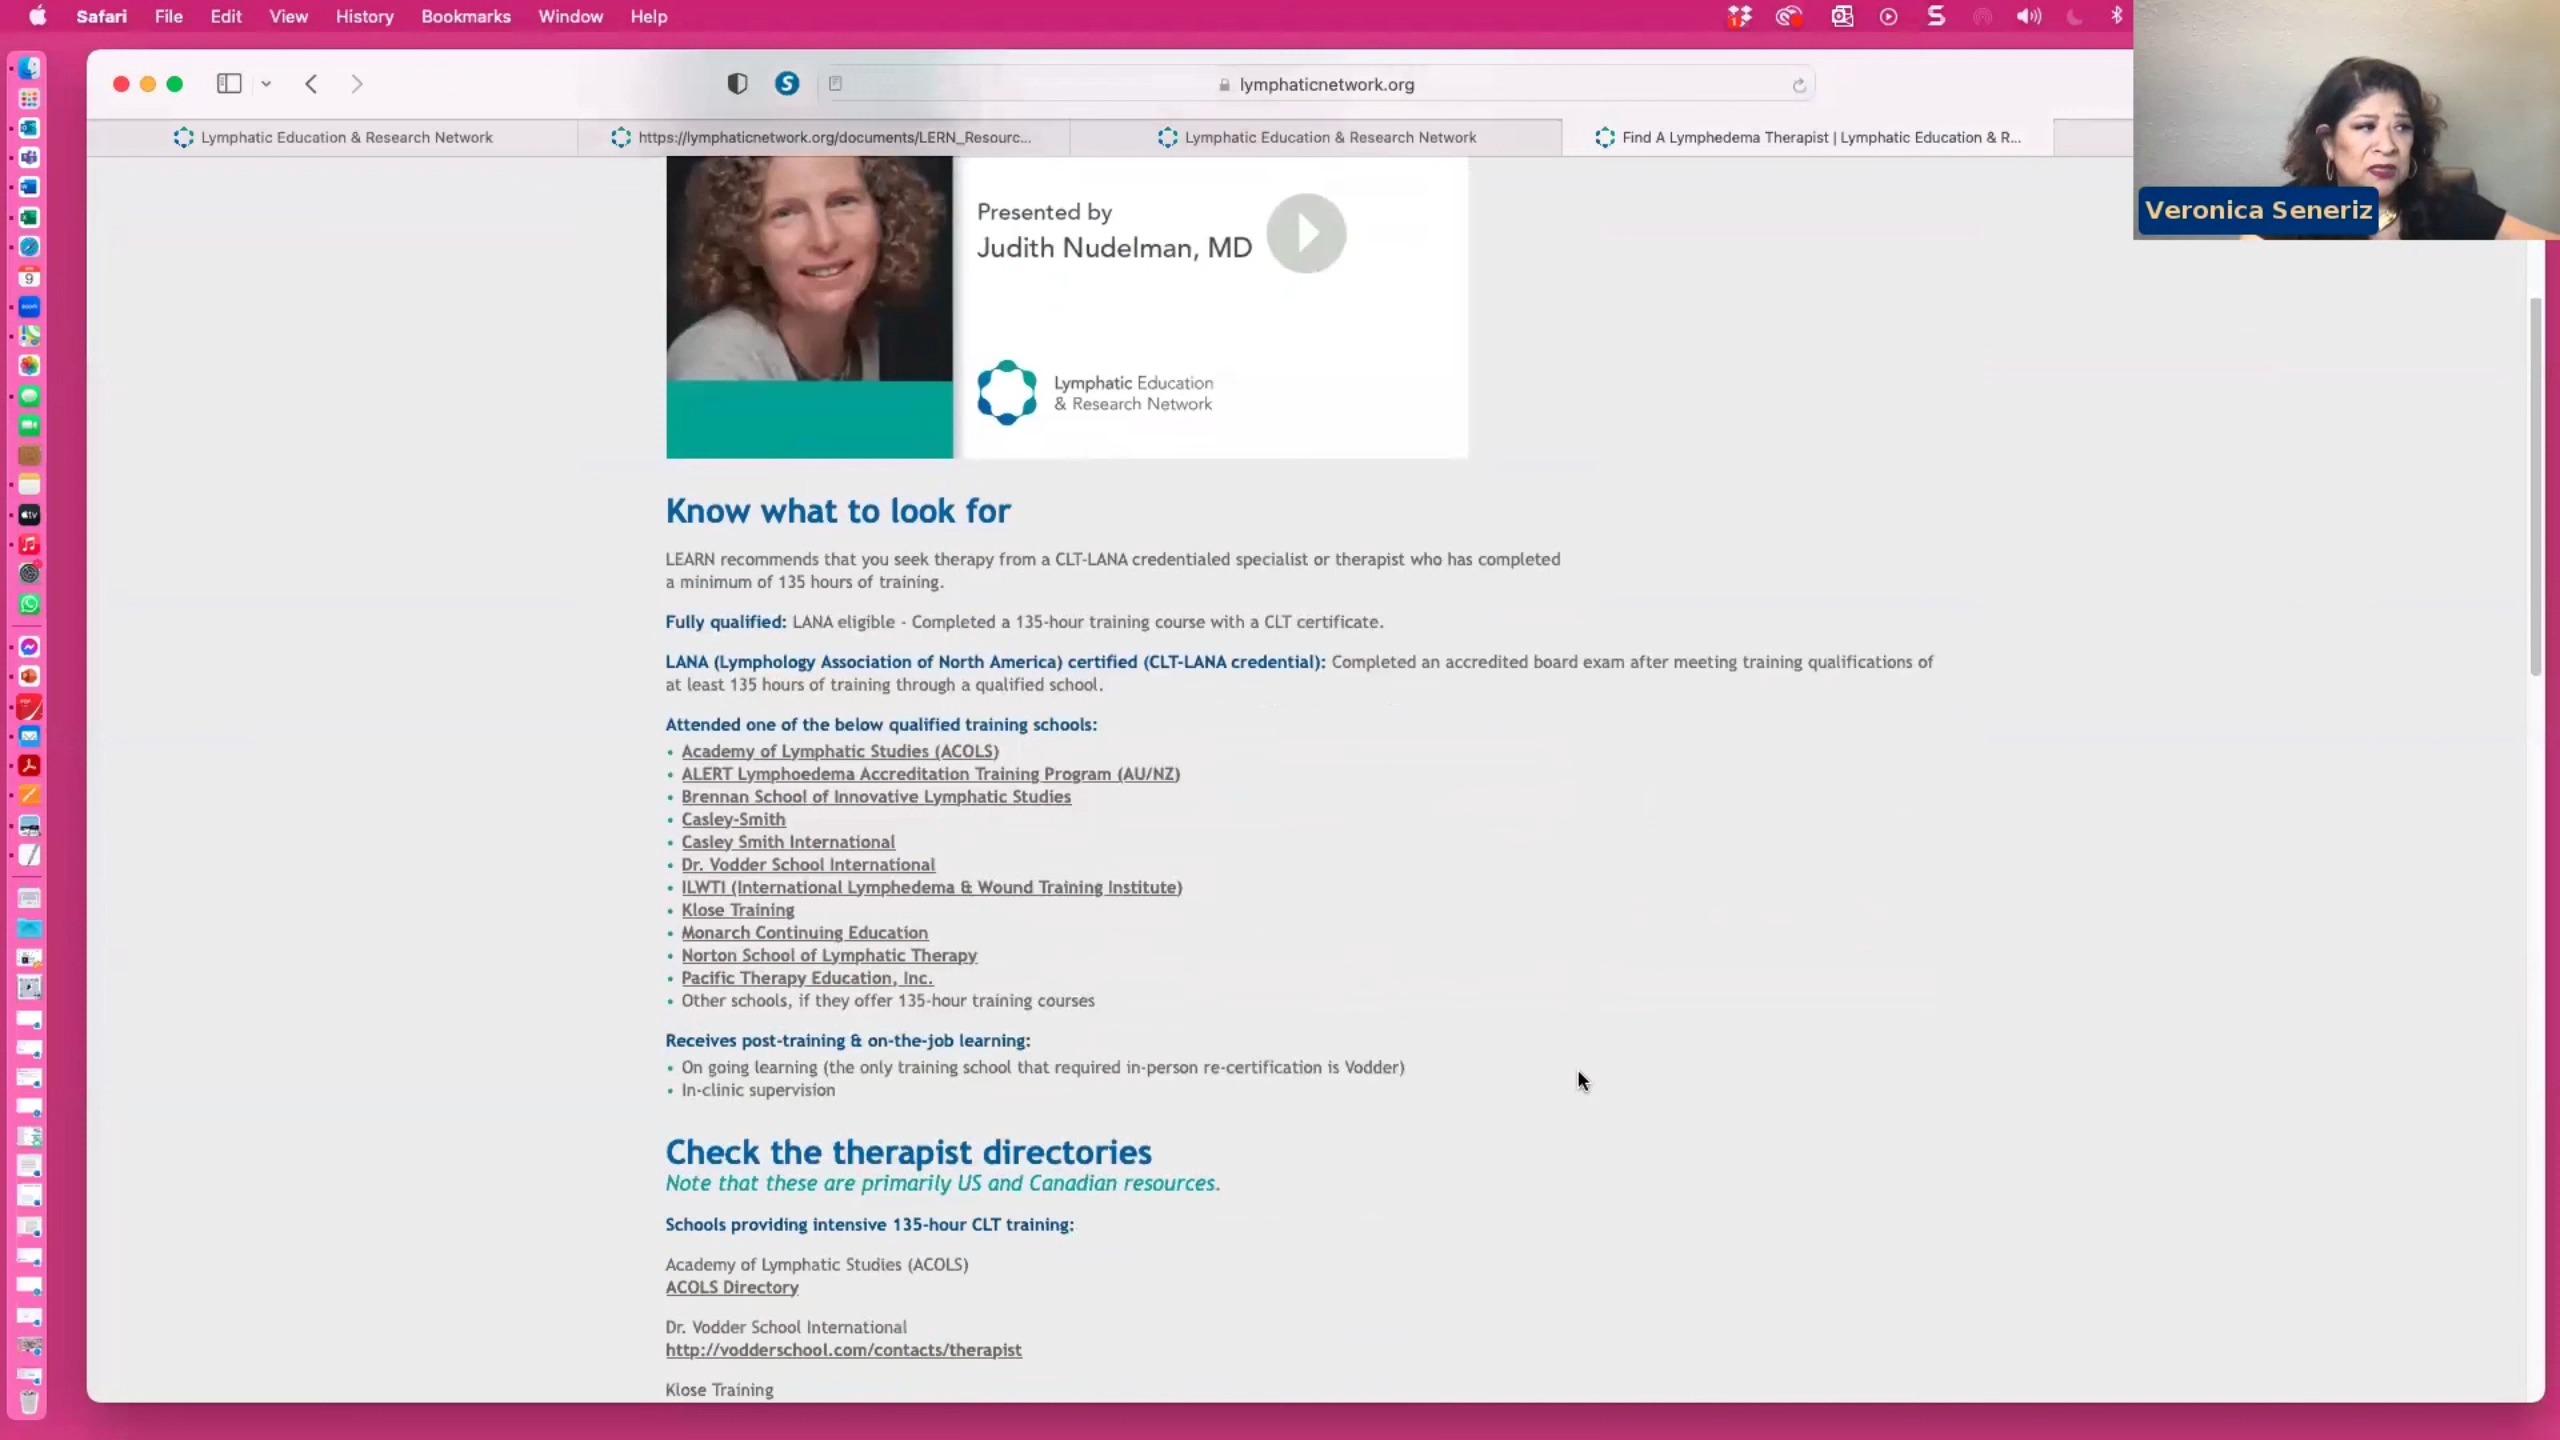 Safari File Edit View History Bookmarks Window Help
lymphaticnetwork.org
Lymphatic Education & Research Network
https://lymphaticnetwork.org/documents/LERN_Resourc...
Lymphatic Education & Research Network
Find A Lymphedema Therapist | Lymphatic Education & R...
Veronica Seneriz
Presented by
Judith Nudelman, MD
Lymphatic Education
& Research Network
Know what to look for
LEARN recommends that you seek therapy from a CLT-LANA credentialed specialist or therapist who has completed
a minimum of 135 hours of training.
Fully qualified: LANA eligible - Completed a 135-hour training course with a CLT certificate.
LANA (Lymphology Association of North America) certified (CLT-LANA credential): Completed an accredited board exam after meeting training qualifications of
at least 135 hours of training through a qualified school.
Attended one of the below qualified training schools:
• Academy of Lymphatic Studies (ACOLS)
• ALERT Lymphoedema Accreditation Training Program (AU/NZ)
• Brennan School of Innovative Lymphatic Studies
• Casley-Smith
• Casley Smith International
• Dr. Vodder School International
• ILWTI (International Lymphedema & Wound Training Institute)
• Klose Training
• Monarch Continuing Education
• Norton School of Lymphatic Therapy
• Pacific Therapy Education, Inc.
• Other schools, if they offer 135-hour training courses
Receives post-training & on-the-job learning:
• On going learning (the only training school that required in-person re-certification is Vodder)
• In-clinic supervision
Check the therapist directories
Note that these are primarily US and Canadian resources.
Schools providing intensive 135-hour CLT training:
Academy of Lymphatic Studies (ACOLS)
ACOLS Directory
Dr. Vodder School International
http://vodderschool.com/contacts/therapist
Klose Training